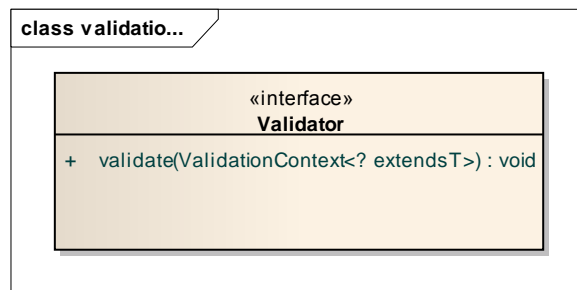 class validatio...
«interface»
Validator
+ validate(ValidationContext<? extendsT>) : void